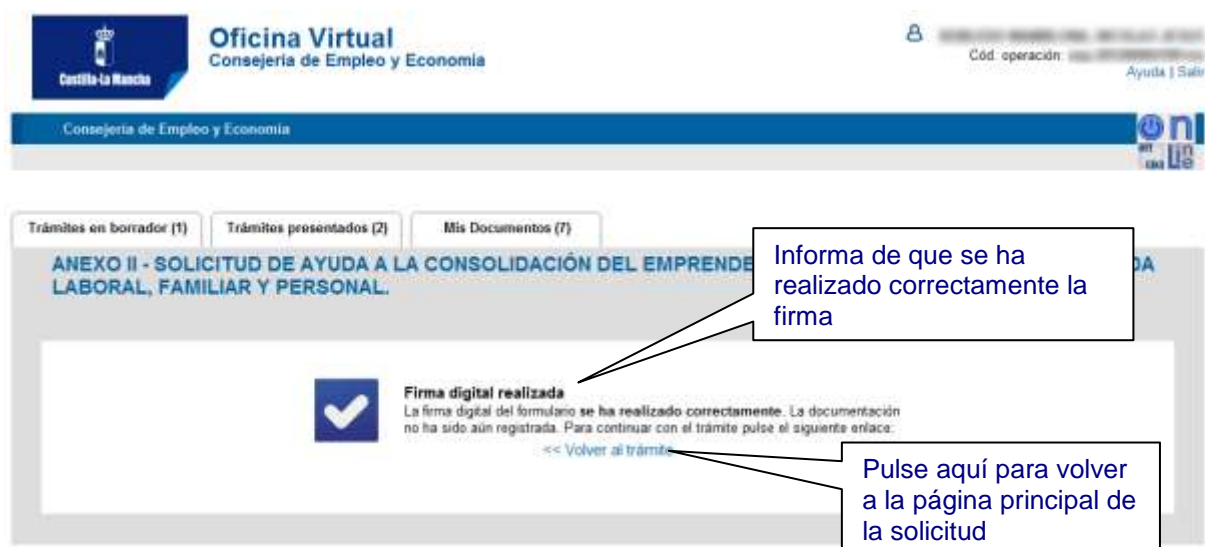 Castilla-La Mancha
Oficina Virtual
Consejería de Empleo y Economía
Cód. operación:
Ayuda | Salir
Consejería de Empleo y Economía
on
line
Trámites en borrador (1) Trámites presentados (2) Mis Documentos (7)
ANEXO II - SOLICITUD DE AYUDA A LA CONSOLIDACIÓN DEL EMPRENDE DA
LABORAL, FAMILIAR Y PERSONAL.
Informa de que se ha
realizado correctamente la
firma
Firma digital realizada
La firma digital del formulario se ha realizado correctamente. La documentación
no ha sido aún registrada. Para continuar con el trámite pulse el siguiente enlace:
<< Volver al trámite
Pulse aquí para volver
a la página principal de
la solicitud